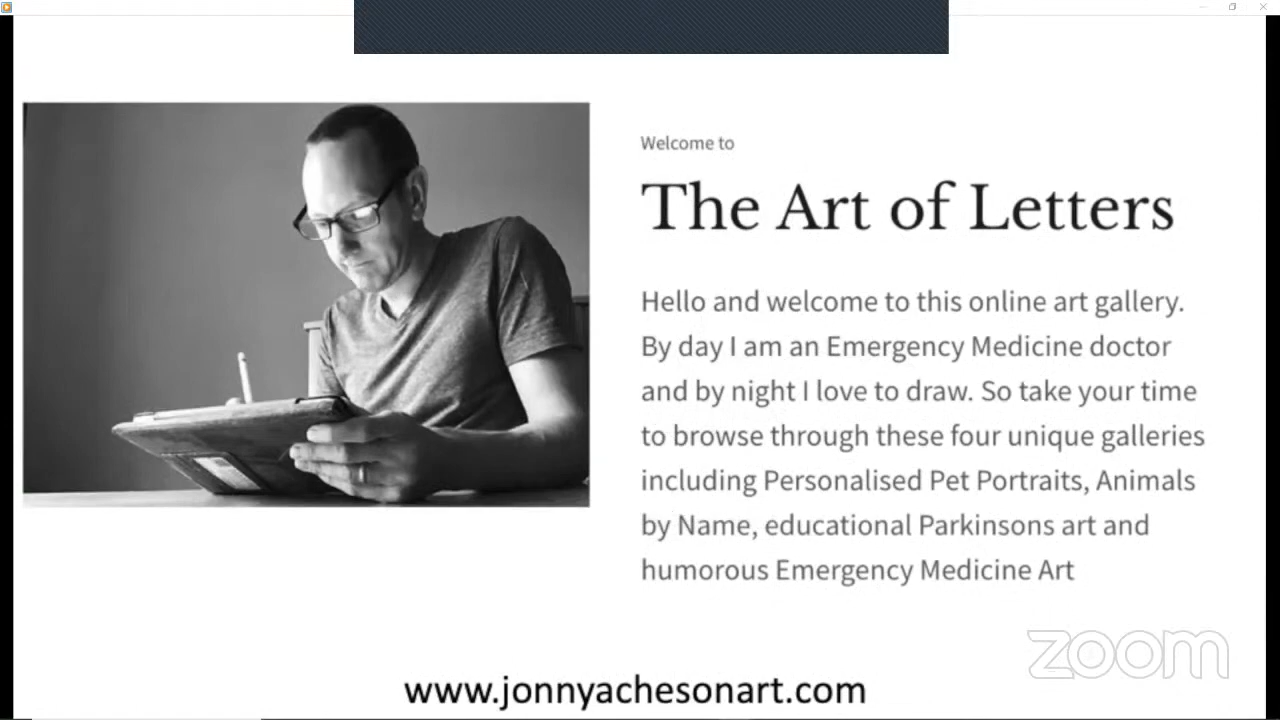 Welcome to
The Art of Letters
Hello and welcome to this online art gallery.
By day I am an Emergency Medicine doctor
and by night I love to draw. So take your time
to browse through these four unique galleries
including Personalised Pet Portraits, Animals
by Name, educational Parkinsons art and
humorous Emergency Medicine Art
zoom
www.jonnyachesonart.com